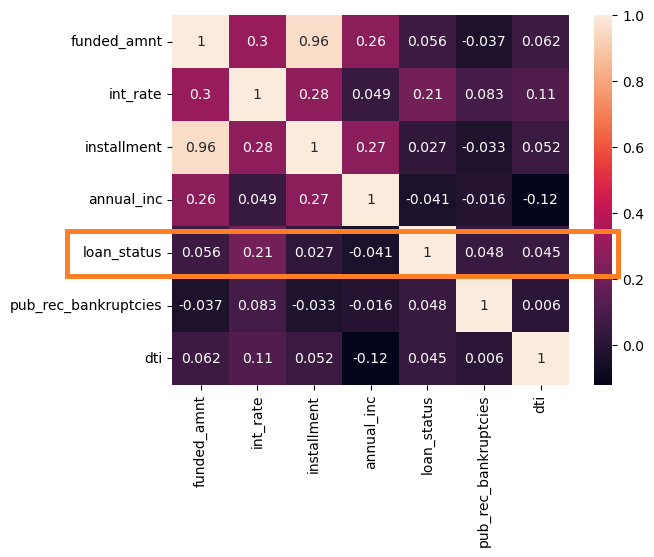 funded_amnt 1 0.3 0.96 0.26 0.056 -0.037 0.062
int_rate 0.3 1 0.28 0.049 0.21 0.083 0.11
installment 0.96 0.28 1 0.27 0.027 -0.033 0.052
annual_inc 0.26 0.049 0.27 1 -0.041 -0.016 -0.12
loan_status 0.056 0.21 0.027 -0.041 1 0.048 0.045
pub_rec_bankruptcies -0.037 0.083 -0.033 -0.016 0.048 1 0.006
dti 0.062 0.11 0.052 -0.12 0.045 0.006 1
funded_amnt
int_rate
installment
annual_inc
loan_status
pub_rec_bankruptcies
dti
1.0
0.8
0.6
0.4
0.2
0.0